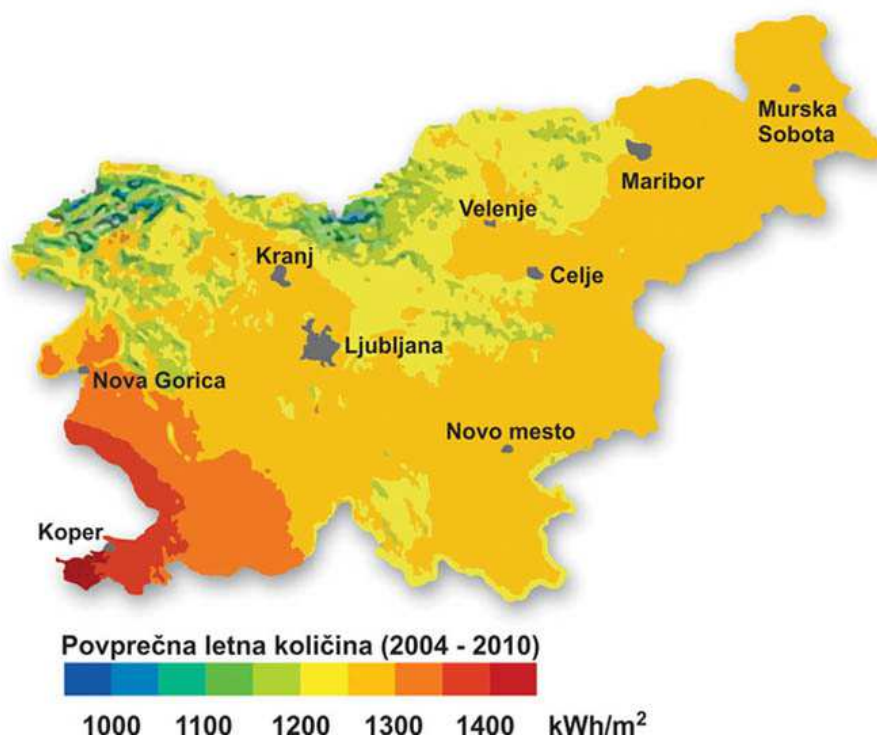 Murska
Sobota
Maribor
Velenje
Kranj
Celje
Ljubljana
Nova Gorica
Novo mesto
Koper
Povprečna letna količina (2004 - 2010)
1000 1100 1200 1300 1400 kWh/m²